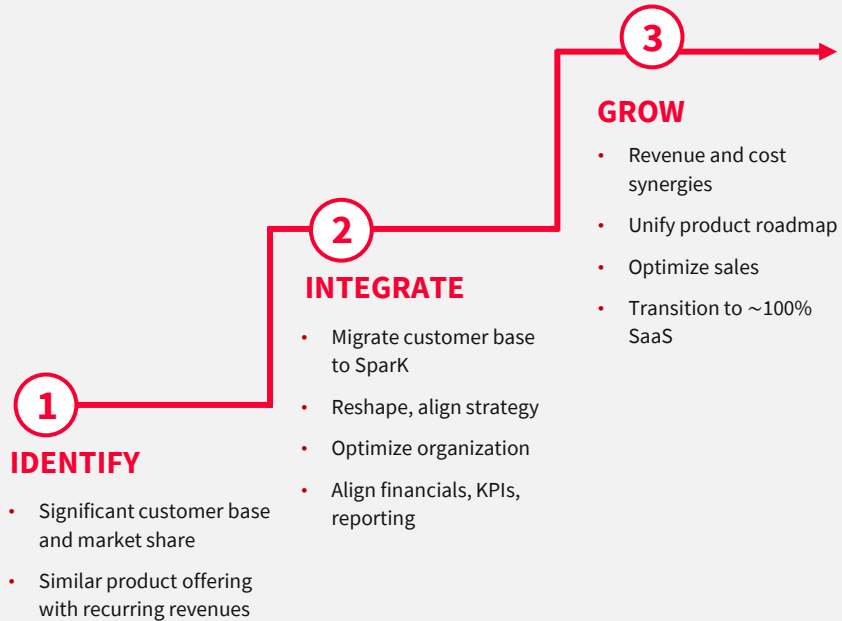 1
IDENTIFY
• Significant customer base
and market share
• Similar product offering
with recurring revenues
2
INTEGRATE
• Migrate customer base
to SparK
• Reshape, align strategy
• Optimize organization
• Align financials, KPIs,
reporting
3
GROW
• Revenue and cost
synergies
• Unify product roadmap
• Optimize sales
• Transition to ~100%
SaaS